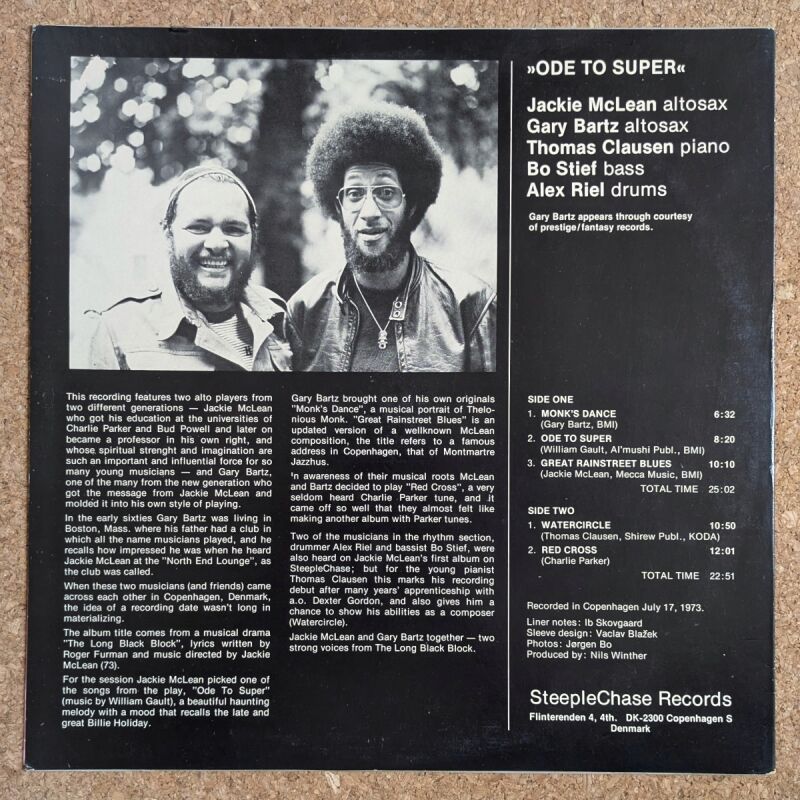 »ODE TO SUPER«
Jackie McLean altosax
Gary Bartz altosax
Thomas Clausen piano
Bo Stief bass
Alex Riel drums
Gary Bartz appears through courtesy
of prestige/fantasy records.
This recording features two alto players from
two different generations — Jackie McLean
who got his education at the universities of
Charlie Parker and Bud Powell and later on
became a professor in his own right, and
whose spiritual strenght and imagination are
such an important and influential force for so
many young musicians — and Gary Bartz,
one of the many from the new generation who
got the message from Jackie McLean and
molded it into his own style of playing.
In the early sixties Gary Bartz was living in
Boston, Mass. where his father had a club in
which all the name musicians played, and he
recalls how impressed he was when he heard
Jackie McLean at the "North End Lounge", as
the club was called.
When these two musicians (and friends) came
across each other in Copenhagen, Denmark,
the idea of a recording date wasn't long in
materializing.
The album title comes from a musical drama
"The Long Black Block", lyrics written by
Roger Furman and music directed by Jackie
McLean (73).
For the session Jackie McLean picked one of
the songs from the play, "Ode To Super"
(music by William Gault), a beautiful haunting
melody with a mood that recalls the late and
great Billie Holiday.
Gary Bartz brought one of his own originals
"Monk's Dance", a musical portrait of Thelo-
nious Monk. "Great Rainstreet Blues" is an
updated version of a wellknown McLean
composition, the title refers to a famous
address in Copenhagen, that of Montmartre
Jazzhus.
In awareness of their musical roots McLean
and Bartz decided to play "Red Cross", a very
seldom heard Charlie Parker tune, and it
came off so well that they almost felt like
making another album with Parker tunes.
Two of the musicians in the rhythm section,
drummer Alex Riel and bassist Bo Stief, were
also heard on Jackie McLean's first album on
SteepleChase; but for the young pianist
Thomas Clausen this marks his recording
debut after many years' apprenticeship with
a.o. Dexter Gordon, and also gives him a
chance to show his abilities as a composer
(Watercircle).
Jackie McLean and Gary Bartz together — two
strong voices from The Long Black Block.
SIDE ONE
1. MONK'S DANCE 6:32
(Gary Bartz, BMI)
2. ODE TO SUPER 8:20
(William Gault, Al'mushi Publ., BMI)
3. GREAT RAINSTREET BLUES 10:10
(Jackie McLean, Mecca Music, BMI)
TOTAL TIME 25:02
SIDE TWO
1. WATERCIRCLE 10:50
(Thomas Clausen, Shirew Publ., KODA)
2. RED CROSS 12:01
(Charlie Parker)
TOTAL TIME 22:51
Recorded in Copenhagen July 17, 1973.
Liner notes: Ib Skovgaard
Sleeve design: Vaclav Blažek
Photos: Jørgen Bo
Produced by: Nils Winther
SteepleChase Records
Flinterenden 4, 4th. DK-2300 Copenhagen S
Denmark